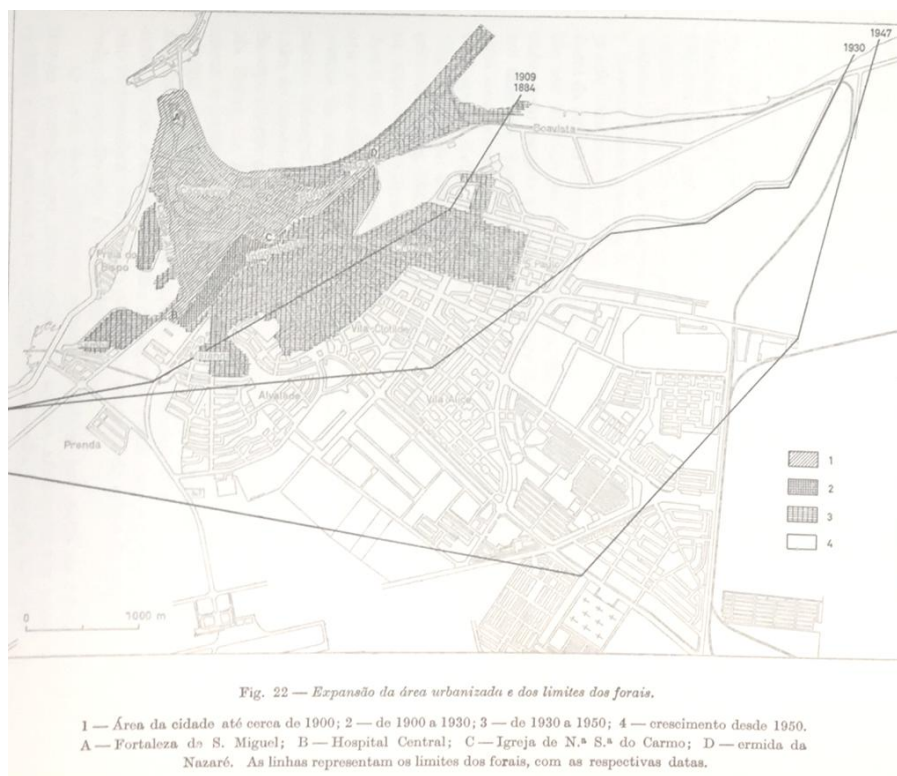 1947
1930
1909
1884
A
Boavista
D
C
Praia do
Bispo
B
Vila Clotilde
Alvalade
Vila Alice
Prenda
1
2
3
4
0 1000 m
Fig. 22 — Expansão da área urbanizada e dos limites dos forais.
1 — Área da cidade até cerca de 1900; 2 — de 1900 a 1930; 3 — de 1930 a 1950; 4 — crescimento desde 1950.
A — Fortaleza de S. Miguel; B — Hospital Central; C — Igreja de N.ª S.ª do Carmo; D — ermida da
Nazaré. As linhas representam os limites dos forais, com as respectivas datas.